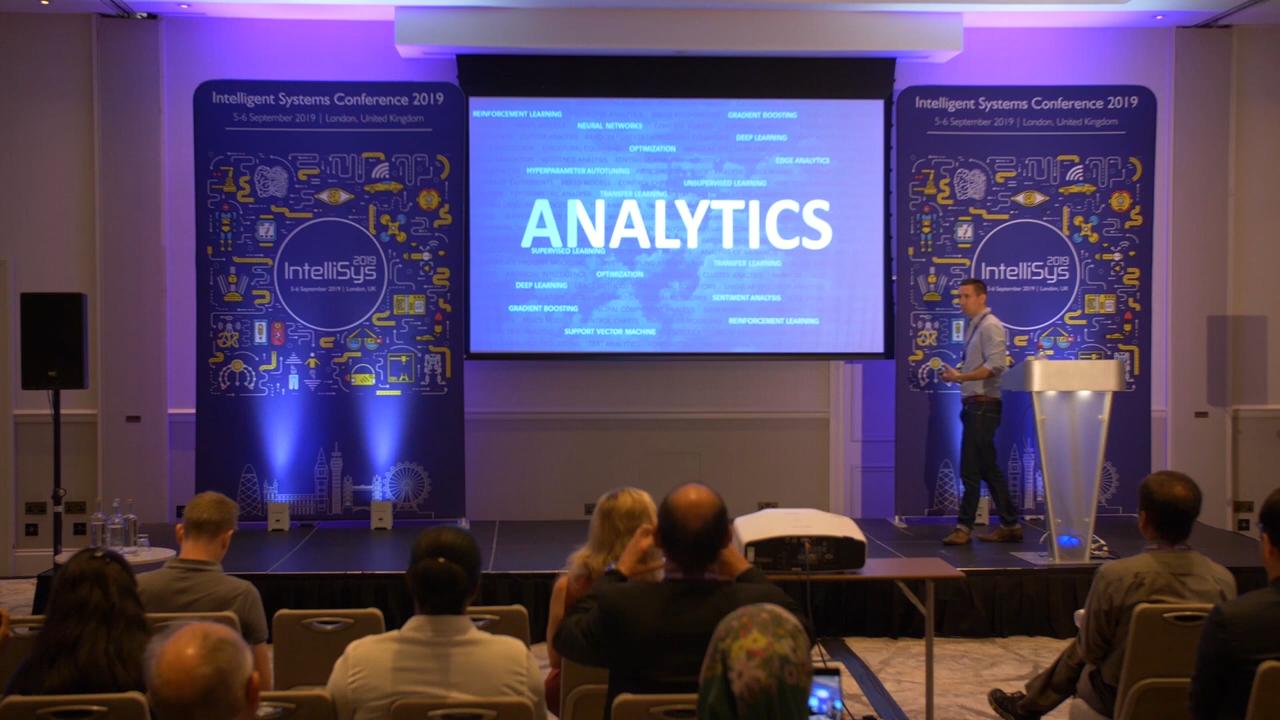 Intelligent Systems Conference 2019
5-6 September 2019 | London, United Kingdom
2019
IntelliSys
5-6 September 2019 | London, UK
REINFORCEMENT LEARNING
GRADIENT BOOSTING
NEURAL NETWORKS
DEEP LEARNING
OPTIMIZATION
EDGE ANALYTICS
HYPERPARAMETER AUTOTUNING
UNSUPERVISED LEARNING
TRANSFER LEARNING
ANALYTICS
SUPERVISED LEARNING
TRANSFER LEARNING
OPTIMIZATION
DEEP LEARNING
SENTIMENT ANALYSIS
GRADIENT BOOSTING
REINFORCEMENT LEARNING
SUPPORT VECTOR MACHINE
Intelligent Systems Conference 2019
5-6 September 2019 | London, United Kingdom
2019
IntelliSys
5-6 September 2019 | London, UK